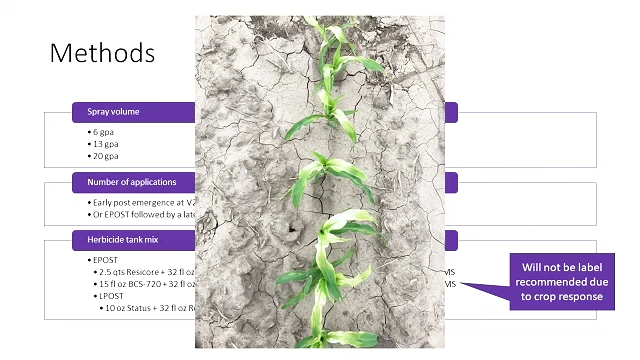 Methods
Spray volume
• 6 gpa
• 13 gpa
• 20 gpa
Number of applications
• Early post emergence at V2
• Or EPOST followed by a late
Herbicide tank mix
• EPOST
• 2.5 qts Resicore + 32 fl oz
MS
• 15 fl oz BCS-720 + 32 fl oz
MS
• LPOST
• 10 oz Status + 32 fl oz
Will not be label
recommended due
to crop response